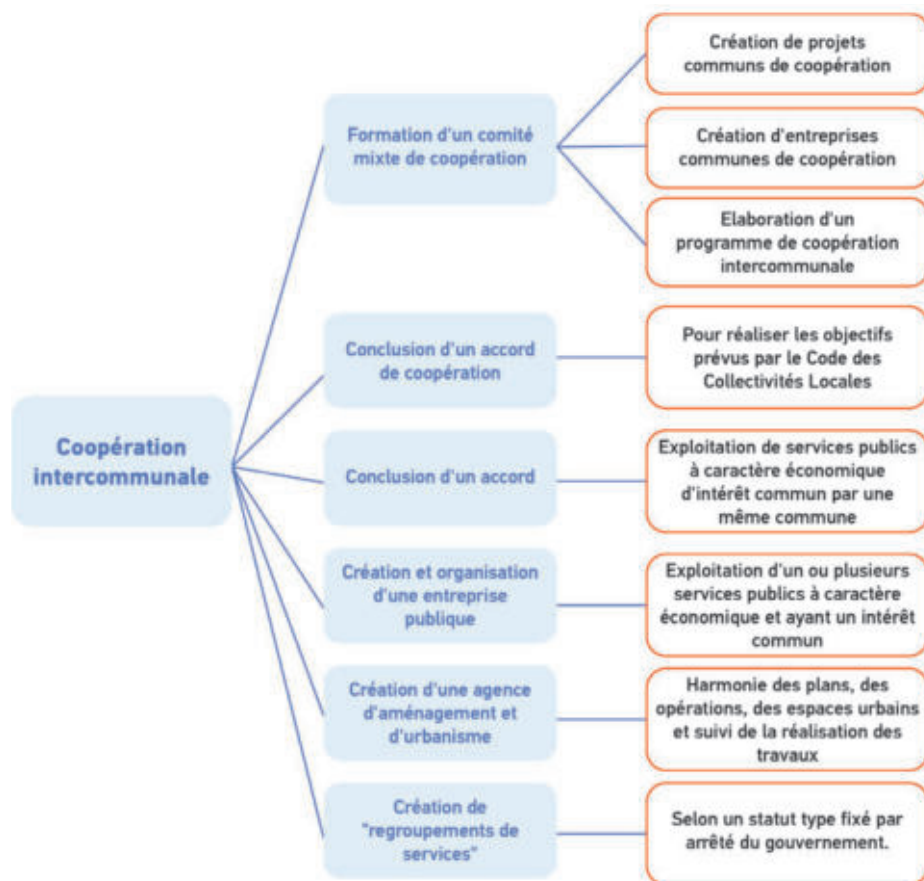 Coopération
intercommunale
Formation d'un comité
mixte de coopération
Création de projets
communs de coopération
Création d'entreprises
communes de coopération
Elaboration d'un
programme de coopération
intercommunale
Conclusion d'un accord
de coopération
Pour réaliser les objectifs
prévus par le Code des
Collectivités Locales
Conclusion d'un accord
Exploitation de services publics
à caractère économique
d'intérêt commun par une
même commune
Création et organisation
d'une entreprise
publique
Exploitation d'un ou plusieurs
services publics à caractère
économique et ayant un intérêt
commun
Création d'une agence
d'aménagement et
d'urbanisme
Harmonie des plans, des
opérations, des espaces urbains
et suivi de la réalisation des
travaux
Création de
"regroupements de
services"
Selon un statut type fixé par
arrêté du gouvernement.